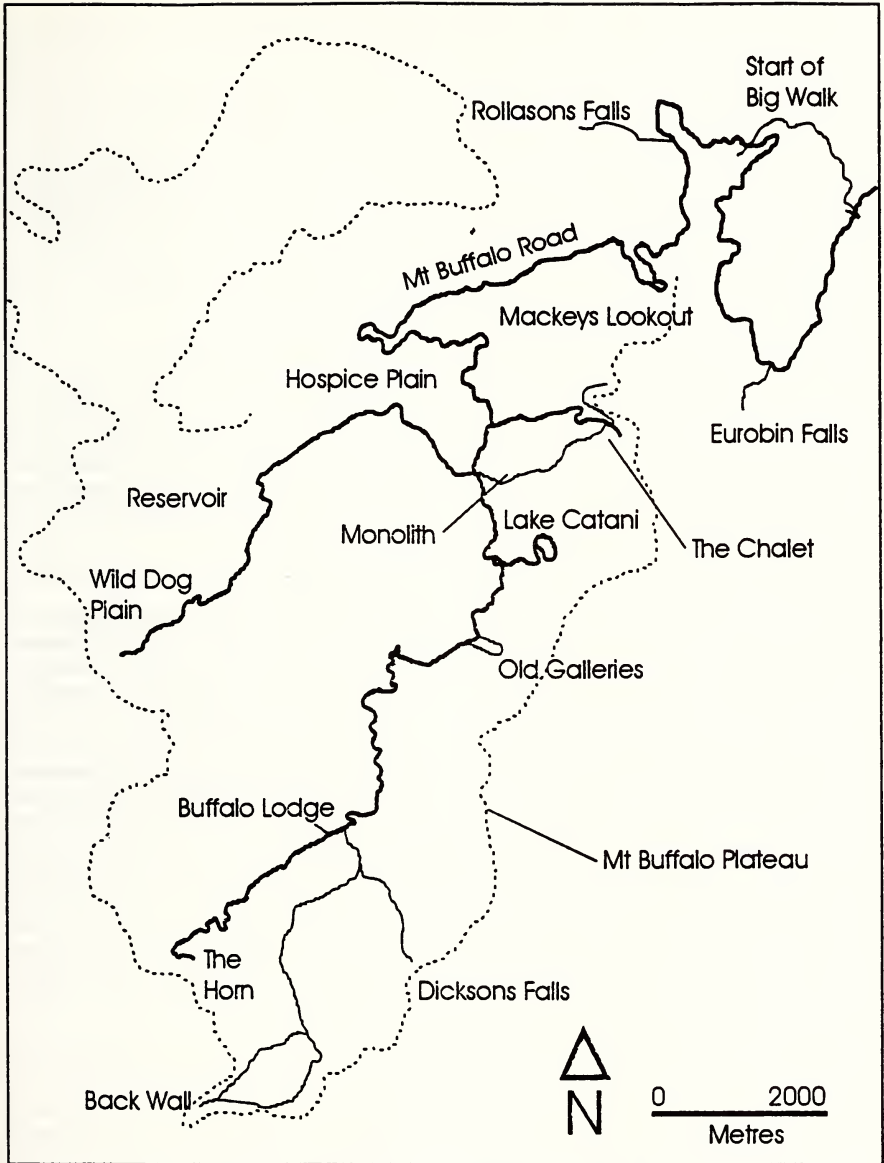 Start of
Big Walk
Rollasons Falls
Mt Buffalo Road
Mackeys Lookout
Hospice Plain
Eurobin Falls
Reservoir
Monolith
Lake Catani
The Chalet
Wild Dog
Plain
Old Galleries
Buffalo Lodge
Mt Buffalo Plateau
The
Horn
Dicksons Falls
Back Wall
N
0 2000
Metres